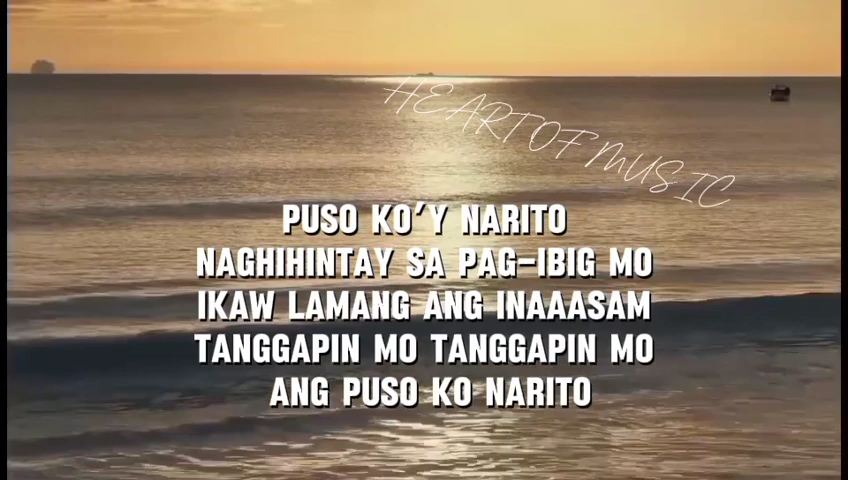 HEART OF MUSIC
PUSO KO'Y NARITO
NAGHIHINTAY SA PAG-IBIG MO
IKAW LAMANG ANG INAAASAM
TANGGAPIN MO TANGGAPIN MO
ANG PUSO KO NARITO